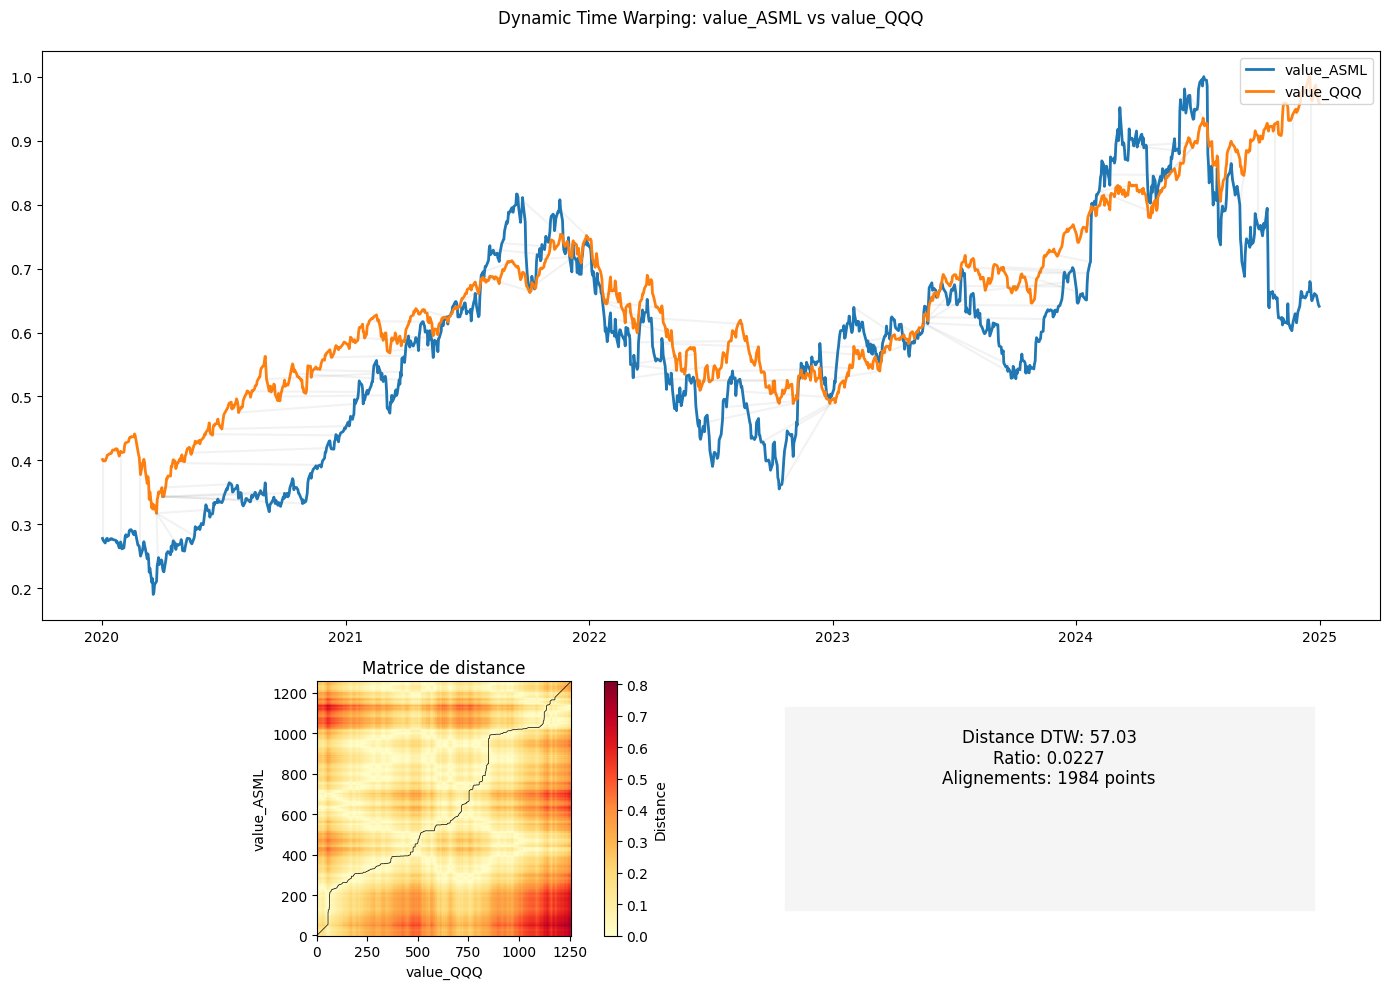 Dynamic Time Warping: value_ASML vs value_QQQ
1.0
0.9
0.8
0.7
0.6
0.5
0.4
0.3
0.2
value_ASML
value_QQQ
2020 2021 2022 2023 2024 2025
Matrice de distance
value_ASML
1200
1000
800
600
400
200
0
0 250 500 750 1000 1250
value_QQQ
0.8
0.7
0.6
0.5
0.4
0.3
0.2
0.1
0.0
Distance
Distance DTW: 57.03
Ratio: 0.0227
Alignements: 1984 points